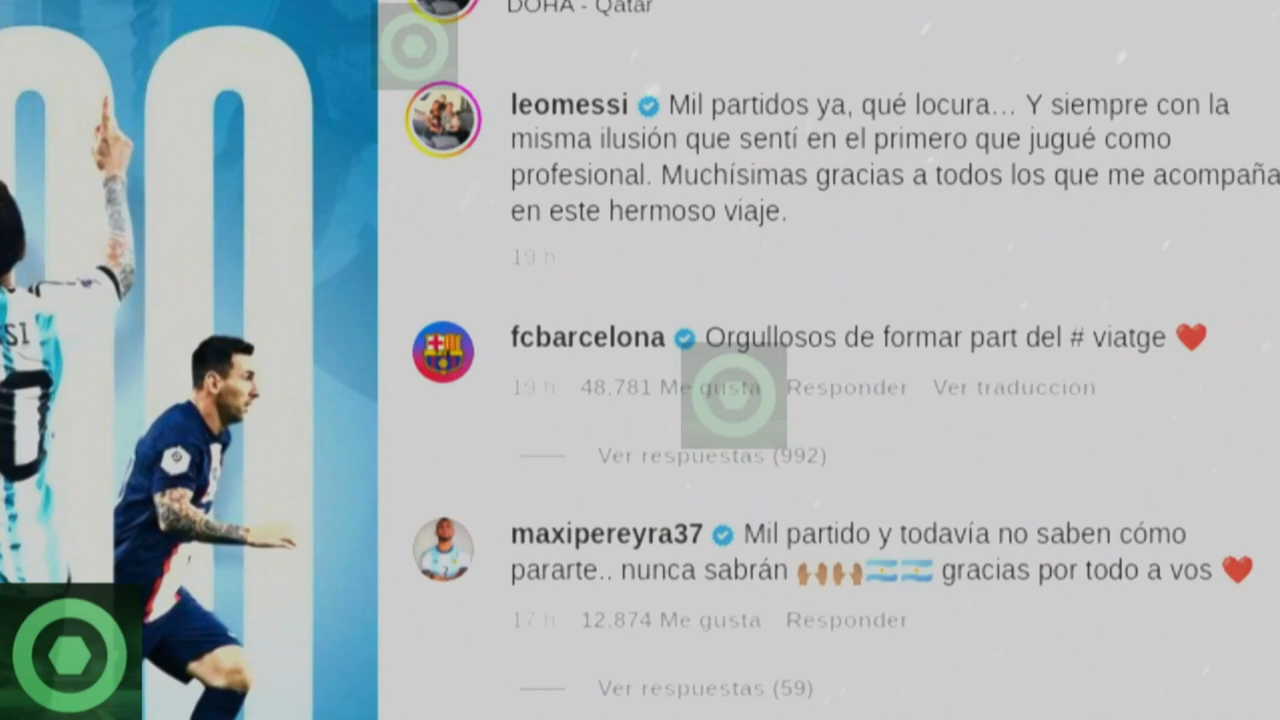 DOHA - Qatar
leomessi Mil partidos ya, qué locura... Y siempre con la
misma ilusión que sentí en el primero que jugué como
profesional. Muchísimas gracias a todos los que me acompaña
en este hermoso viaje.
19 h
fcbarcelona Orgullosos de formar part del # viatge ❤️
19 h 48.781 Me gusta Responder Ver traducción
Ver respuestas (992)
maxipereyra37 Mil partido y todavía no saben cómo
pararte.. nunca sabrán 🙌🏽🙌🏽🇦🇷🇦🇷 gracias por todo a vos ❤️
17 h 12.874 Me gusta Responder
Ver respuestas (59)
00
SI
0